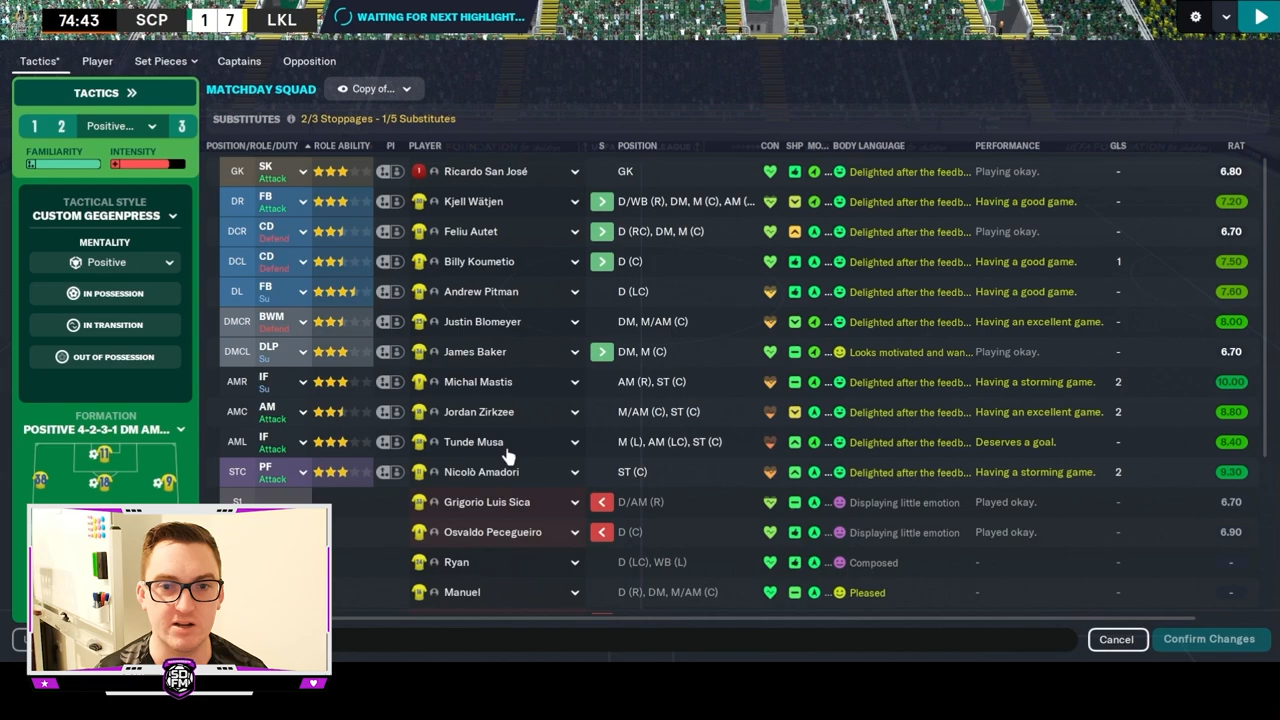 74:43 SCP 1 7 LKL WAITING FOR NEXT HIGHLIGHT...
Tactics* Player Set Pieces Captains Opposition
TACTICS MATCHDAY SQUAD Copy of...
1 2 Positive... 3 SUBSTITUTES 2/3 Stoppages - 1/5 Substitutes
FAMILIARITY INTENSITY
POSITION/ROLE/DUTY ROLE ABILITY PI PLAYER S POSITION CON SHP MO... BODY LANGUAGE PERFORMANCE GLS RAT
GK SK Attack 1 Ricardo San José GK Delighted after the feedb... Playing okay. - 6.80
DR FB Attack Kjell Wätjen D/WB (R), DM, M (C), AM (... ... Delighted after the feedb... Having a good game. - 7.20
DCR CD Defend Feliu Autet D (RC), DM, M (C) ... Delighted after the feedb... Playing okay. - 6.70
DCL CD Defend Billy Koumetio D (C) ... Delighted after the feedb... Having a good game. 1 7.50
DL FB Su Andrew Pitman D (LC) ... Delighted after the feedb... Having a good game. - 7.60
DMCR BWM Defend Justin Blomeyer DM, M/AM (C) ... Delighted after the feedb... Having an excellent game. - 8.00
DMCL DLP Su James Baker DM, M (C) ... Looks motivated and wan... Playing okay. - 6.70
AMR IF Su Michal Mastis AM (R), ST (C) ... Delighted after the feedb... Having a storming game. 2 10.00
AMC AM Attack Jordan Zirkzee M/AM (C), ST (C) ... Delighted after the feedb... Having an excellent game. 2 8.80
AML IF Attack Tunde Musa M (L), AM (LC), ST (C) ... Delighted after the feedb... Deserves a goal. - 8.40
STC PF Attack Nicolò Amadori ST (C) ... Delighted after the feedb... Having a storming game. 2 9.30
S1 Grigorio Luis Sica D/AM (R) ... Displaying little emotion Played okay. - 6.70
Osvaldo Pecegueiro D (C) ... Displaying little emotion Played okay. - 6.90
Ryan D (LC), WB (L) ... Composed - - -
Manuel D (R), DM, M/AM (C) ... Pleased - - -
TACTICAL STYLE
CUSTOM GEGENPRESS
MENTALITY
Positive
IN POSSESSION
IN TRANSITION
OUT OF POSSESSION
FORMATION
POSITIVE 4-2-3-1 DM AM...
11
18
9
Cancel Confirm Changes
SDFM